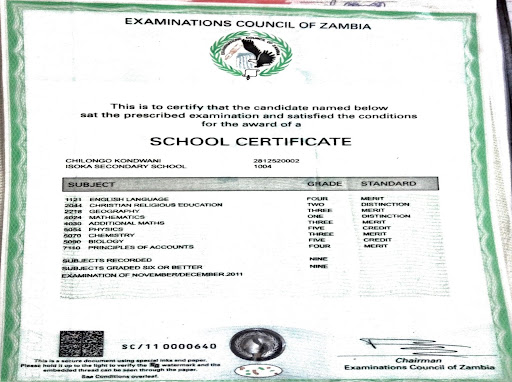 EXAMINATIONS COUNCIL OF ZAMBIA
This is to certify that the candidate named below
sat the prescribed examination and satisfied the conditions
for the award of a
SCHOOL CERTIFICATE
CHILONGO KONDWANI 2812520002
ISOKA SECONDARY SCHOOL 1004
SUBJECT GRADE STANDARD
1121 ENGLISH LANGUAGE FOUR MERIT
2044 CHRISTIAN RELIGIOUS EDUCATION TWO DISTINCTION
2218 GEOGRAPHY THREE MERIT
4024 MATHEMATICS ONE DISTINCTION
4030 ADDITIONAL MATHS THREE MERIT
5054 PHYSICS FIVE CREDIT
5070 CHEMISTRY THREE MERIT
5090 BIOLOGY FIVE CREDIT
7110 PRINCIPLES OF ACCOUNTS FOUR MERIT
SUBJECTS RECORDED NINE
SUBJECTS GRADED SIX OR BETTER NINE
EXAMINATION OF NOVEMBER/DECEMBER.2011
SC/11 0000640
This is a secure document using special inks and paper.
Please hold it up to the light to verify the watermark and the
embedded thread can be seen through the paper.
See Conditions overleaf.
Chairman
Examinations Council of Zambia